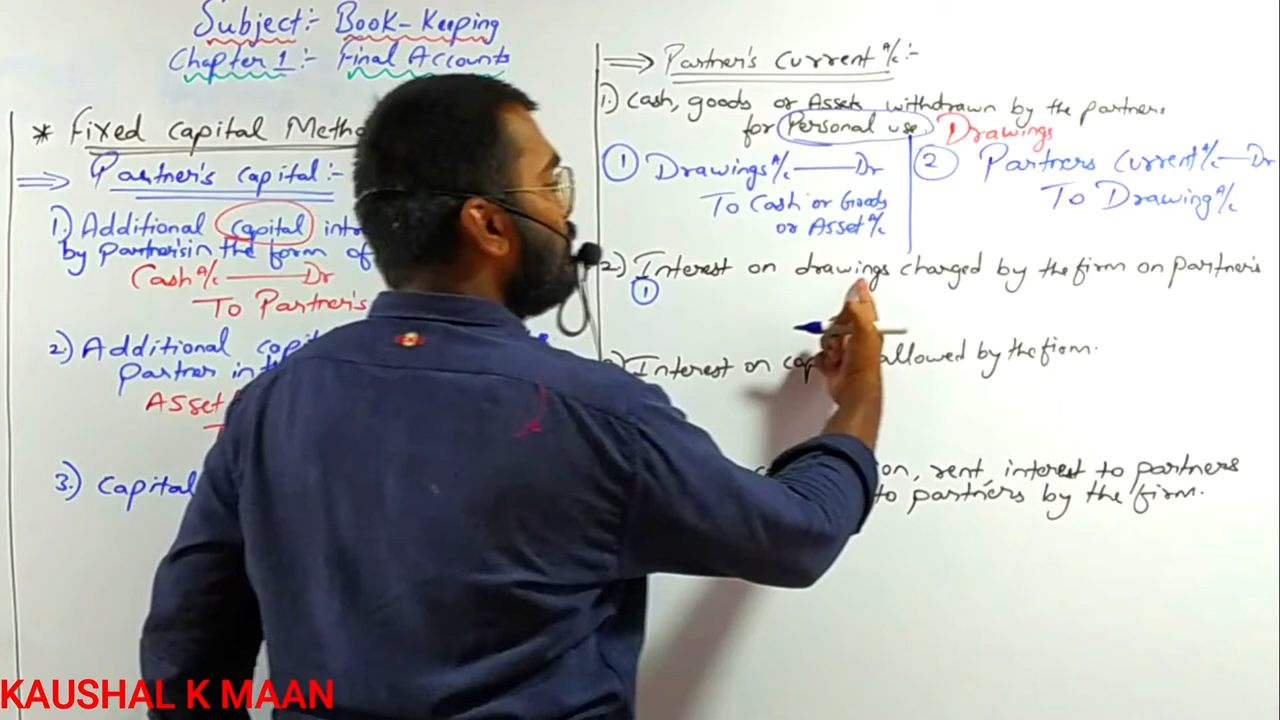 Subject:- Book-Keeping
Chapter 1:- Final Accounts
* Fixed Capital
⇒ Partner's capital:-
1.) Additional capital
by partner's in the form of
Cash A/c ——— Dr
To Partner's
2.) Additional
partner in
Asset
3.) Capital
⇒ Partner's current A/c:-
1.) Cash, goods or Assets withdrawn by the partners
for Personal use Drawings
① Drawings A/c ——— Dr
To Cash or Goods
or Asset A/c
② Partners Current A/c — Dr
To Drawing A/c
2) Interest on drawings charged by the firm on partner's
①
Interest on allowed by the firm.
on, rent, interest to partners
to partners by the firm.
KAUSHAL K MAAN